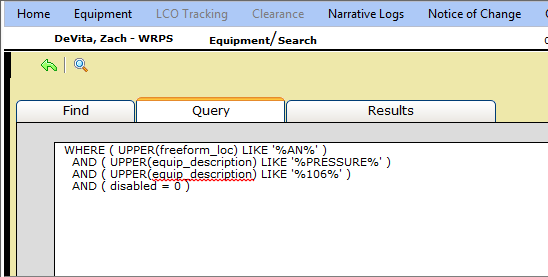 Home Equipment LCO Tracking Clearance Narrative Logs Notice of Change
DeVita, Zach - WRPS Equipment/Search
Find Query Results
WHERE ( UPPER(freeform_loc) LIKE '%AN%' )
AND ( UPPER(equip_description) LIKE '%PRESSURE%' )
AND ( UPPER(equip_description) LIKE '%106%' )
AND ( disabled = 0 )